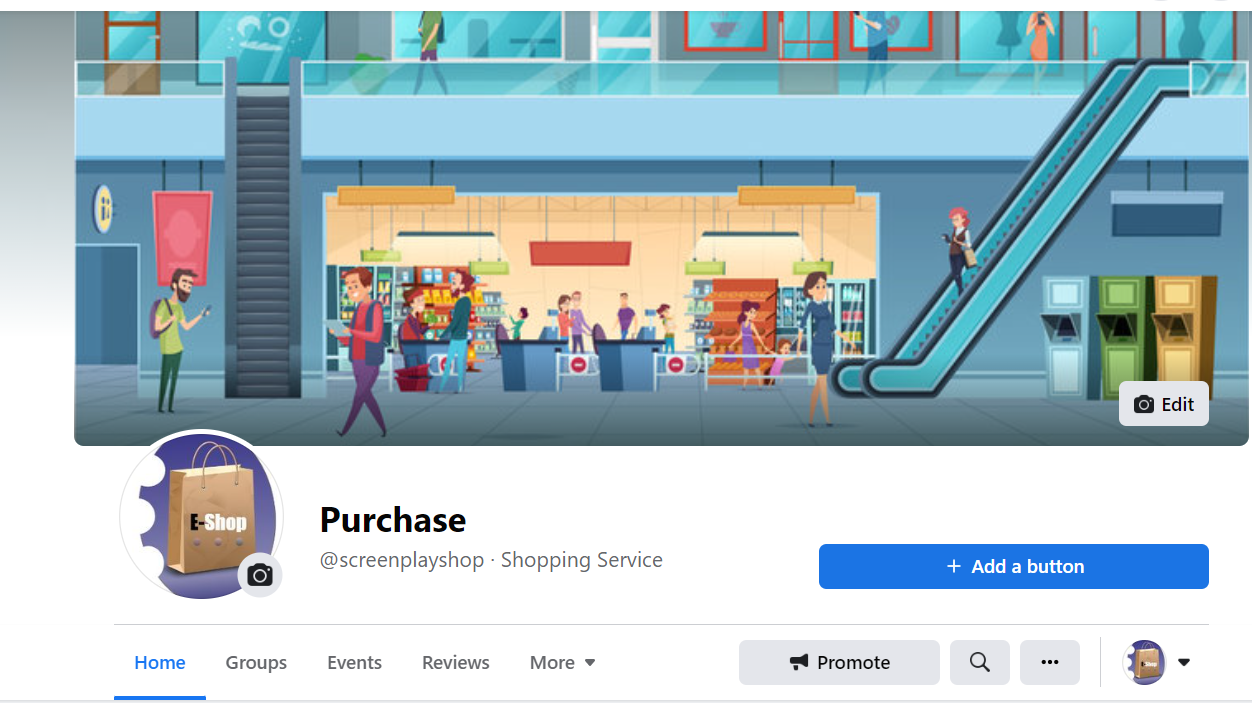 Edit
E-Shop
Purchase
@screenplayshop · Shopping Service
+ Add a button
Home Groups Events Reviews More Promote
E-Shop